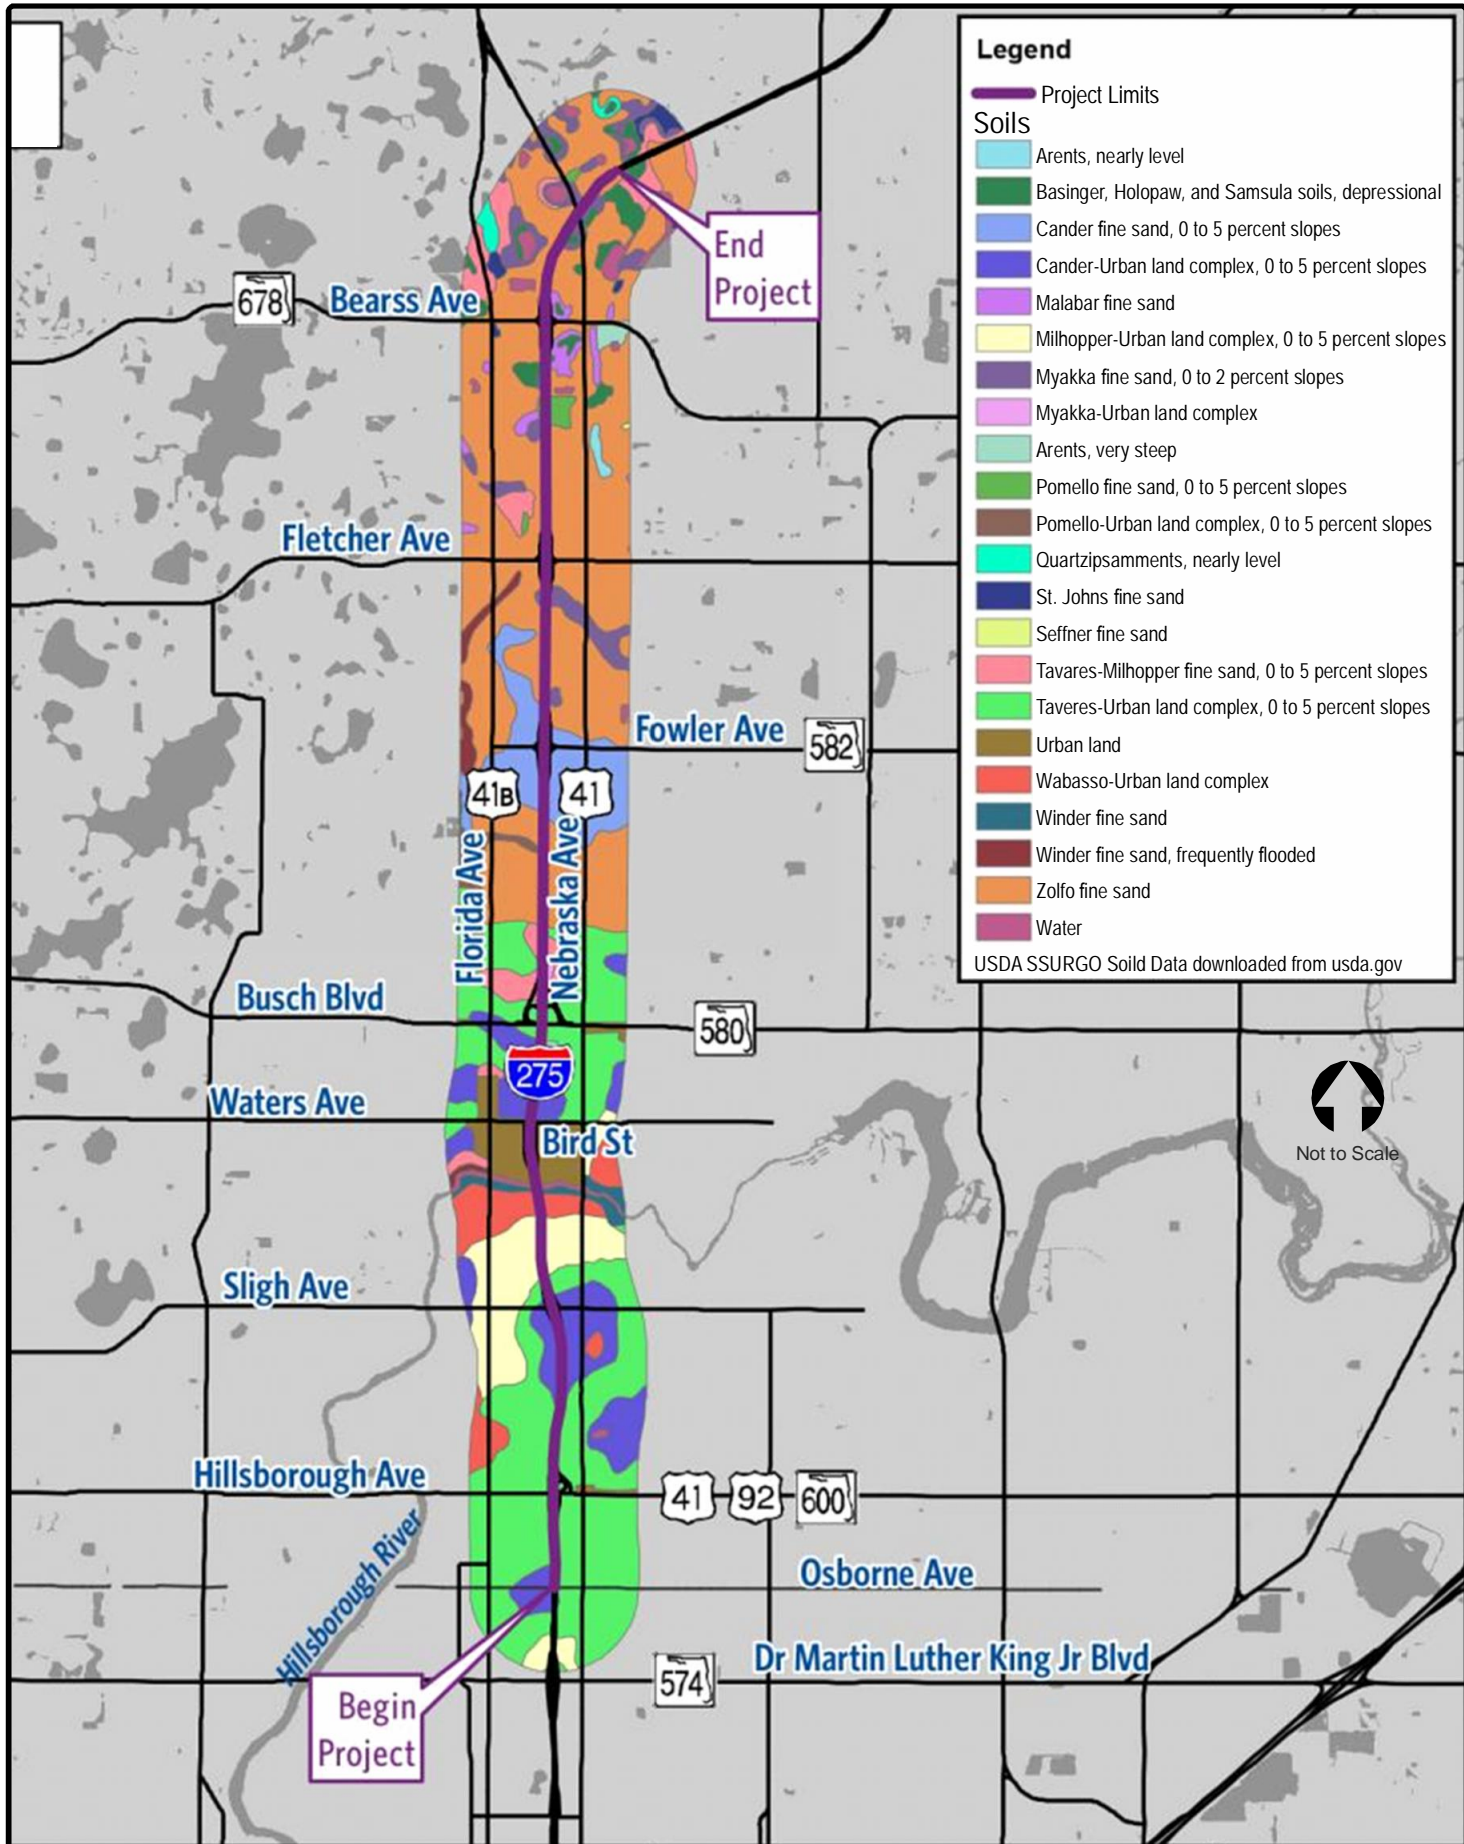 Legend
Project Limits
Soils
Arents, nearly level
Basinger, Holopaw, and Samsula soils, depressional
Cander fine sand, 0 to 5 percent slopes
Cander-Urban land complex, 0 to 5 percent slopes
Malabar fine sand
Milhopper-Urban land complex, 0 to 5 percent slopes
Myakka fine sand, 0 to 2 percent slopes
Myakka-Urban land complex
Arents, very steep
Pomello fine sand, 0 to 5 percent slopes
Pomello-Urban land complex, 0 to 5 percent slopes
Quartzipsamments, nearly level
St. Johns fine sand
Seffner fine sand
Tavares-Milhopper fine sand, 0 to 5 percent slopes
Taveres-Urban land complex, 0 to 5 percent slopes
Urban land
Wabasso-Urban land complex
Winder fine sand
Winder fine sand, frequently flooded
Zolfo fine sand
Water
USDA SSURGO Soild Data downloaded from usda.gov
End
Project
678
Bearss Ave
Fletcher Ave
Fowler Ave
582
41B
41
Florida Ave
Nebraska Ave
Busch Blvd
580
275
Waters Ave
Bird St
Not to Scale
Sligh Ave
Hillsborough Ave
41
92
600
Hillsborough River
Osborne Ave
Dr Martin Luther King Jr Blvd
574
Begin
Project